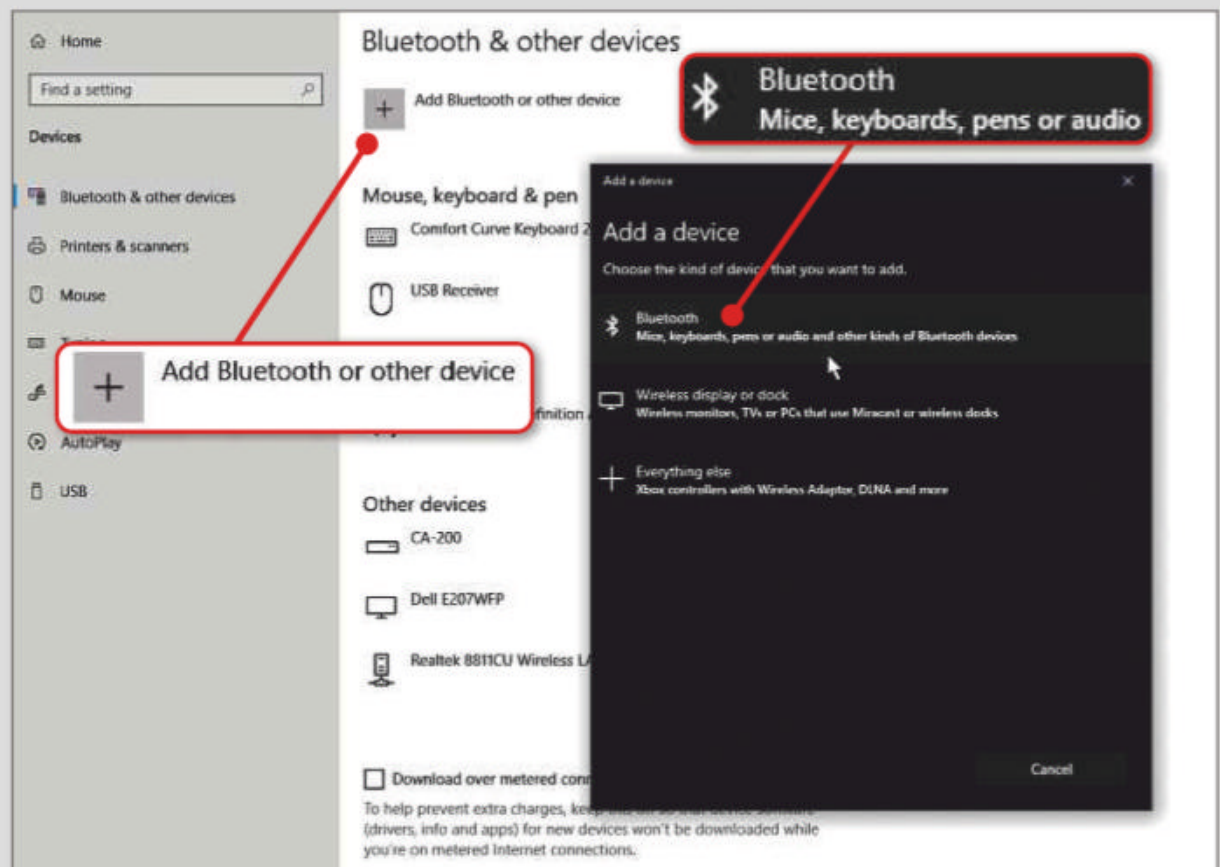 Home
Find a setting
Devices
Bluetooth & other devices
Printers & scanners
Mouse
AutoPlay
USB
Bluetooth & other devices
Add Bluetooth or other device
Mouse, keyboard & pen
Comfort Curve Keyboard 2
USB Receiver
Other devices
CA-200
Dell E207WFP
Realtek 8811CU Wireless
Download over metered
To help prevent extra charges,
(drivers, info and apps) for new devices won't be downloaded while
you're on metered Internet connections.
Add Bluetooth or other device
Bluetooth
Mice, keyboards, pens or audio
Add a device
Add a device
Choose the kind of device that you want to add.
Bluetooth
Mice, keyboards, pens or audio and other kinds of Bluetooth devices
Wireless display or dock
Wireless monitors, TVs or PCs that use Miracast or wireless docks
Everything else
Xbox controllers with Wireless Adaptor, DLNA and more
Cancel